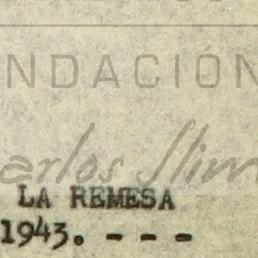 NDACIÓN
arlos Slim
LA REMESA
1943. - - -